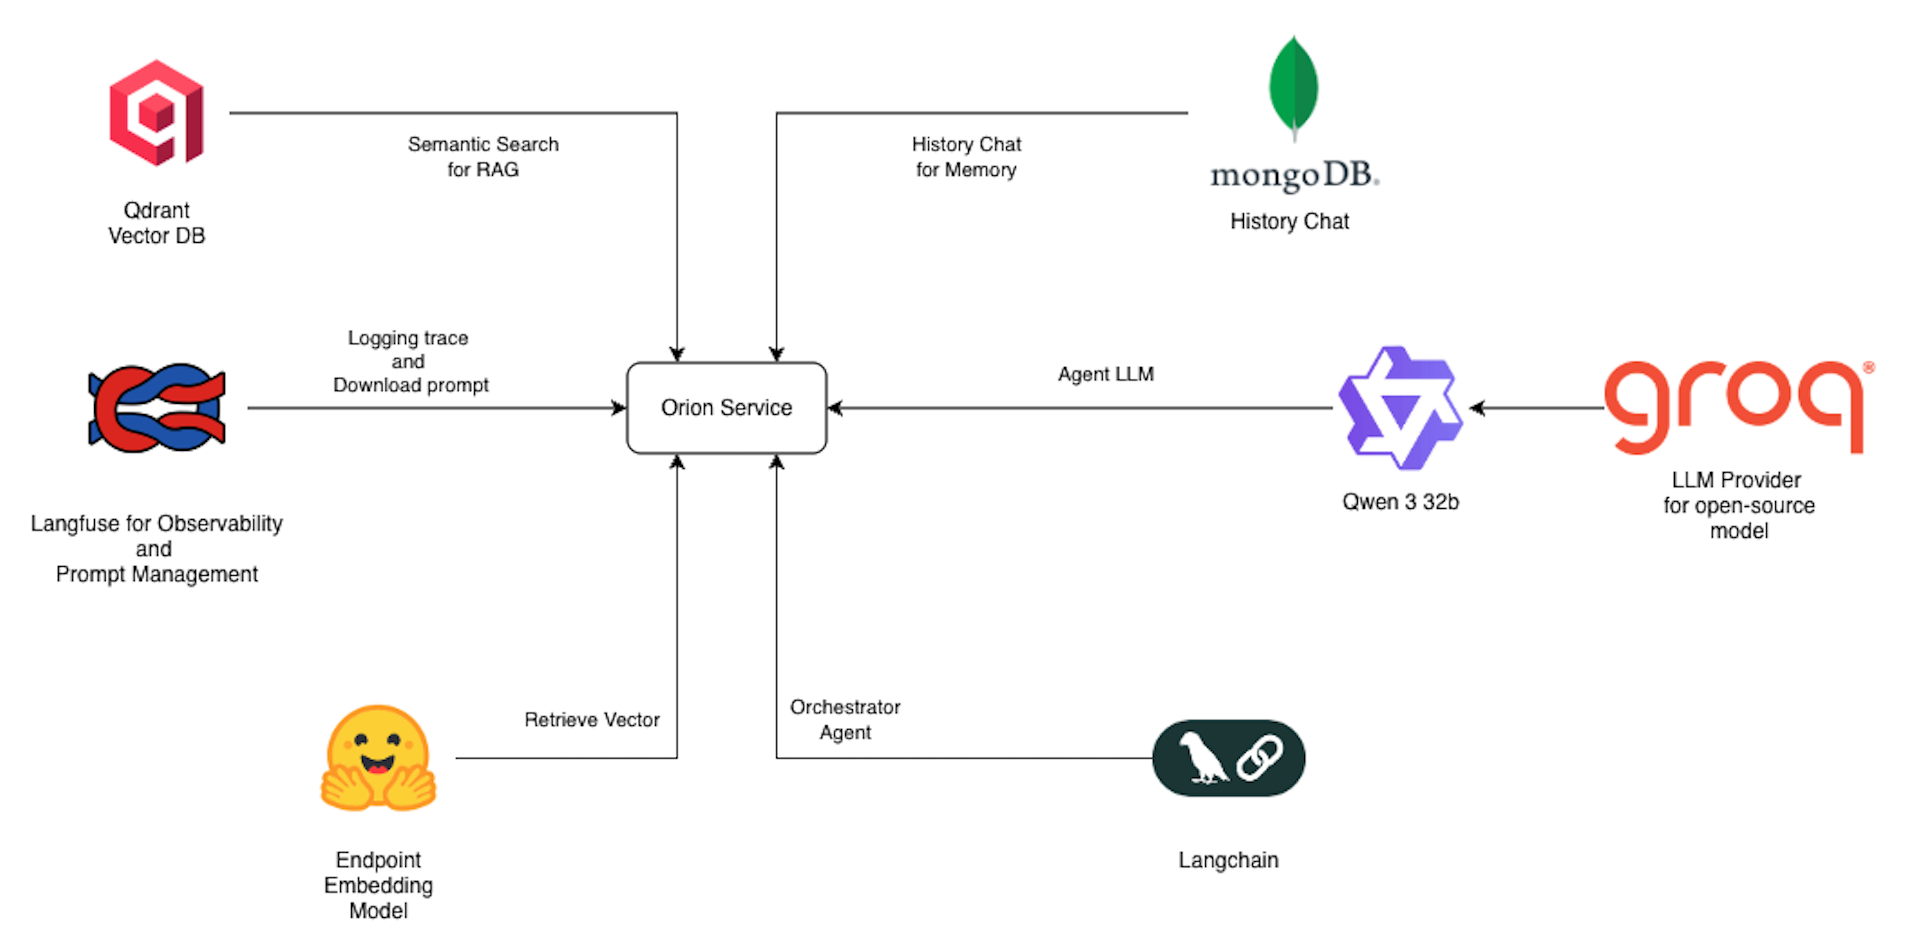 Semantic Search
for RAG
Qdrant
Vector DB
History Chat
for Memory
mongoDB®
History Chat
Logging trace
and
Download prompt
Langfuse for Observability
and
Prompt Management
Orion Service
Agent LLM
Qwen 3 32b
groq®
LLM Provider
for open-source
model
Retrieve Vector
Endpoint
Embedding
Model
Orchestrator
Agent
Langchain